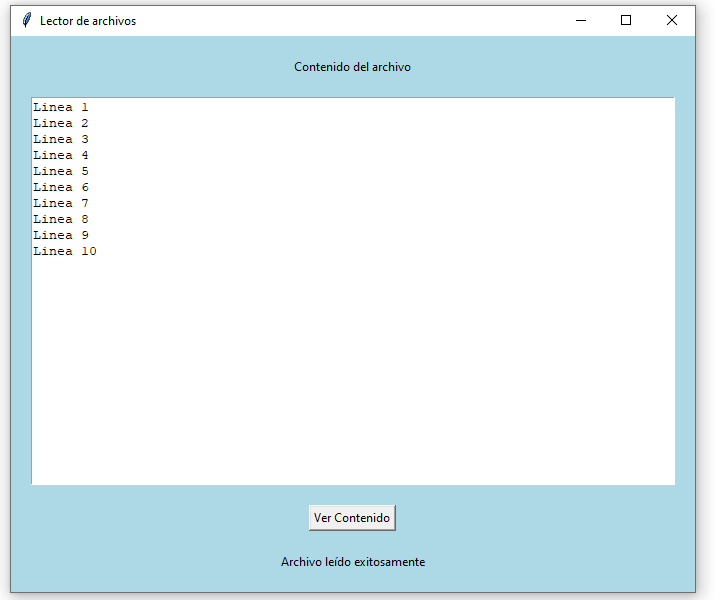 Lector de archivos
Contenido del archivo
Linea 1
Linea 2
Linea 3
Linea 4
Linea 5
Linea 6
Linea 7
Linea 8
Linea 9
Linea 10
Ver Contenido
Archivo leído exitosamente